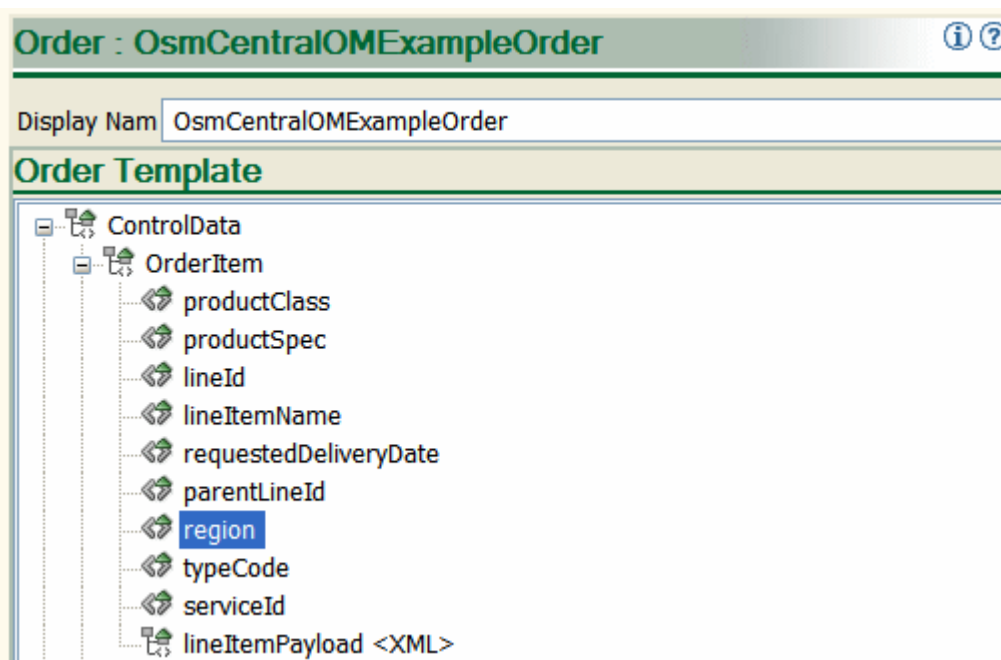 Order : OsmCentralOMExampleOrder
Display Nam OsmCentralOMExampleOrder
Order Template
ControlData
OrderItem
productClass
productSpec
lineId
lineItemName
requestedDeliveryDate
parentLineId
region
typeCode
serviceId
lineItemPayload <XML>